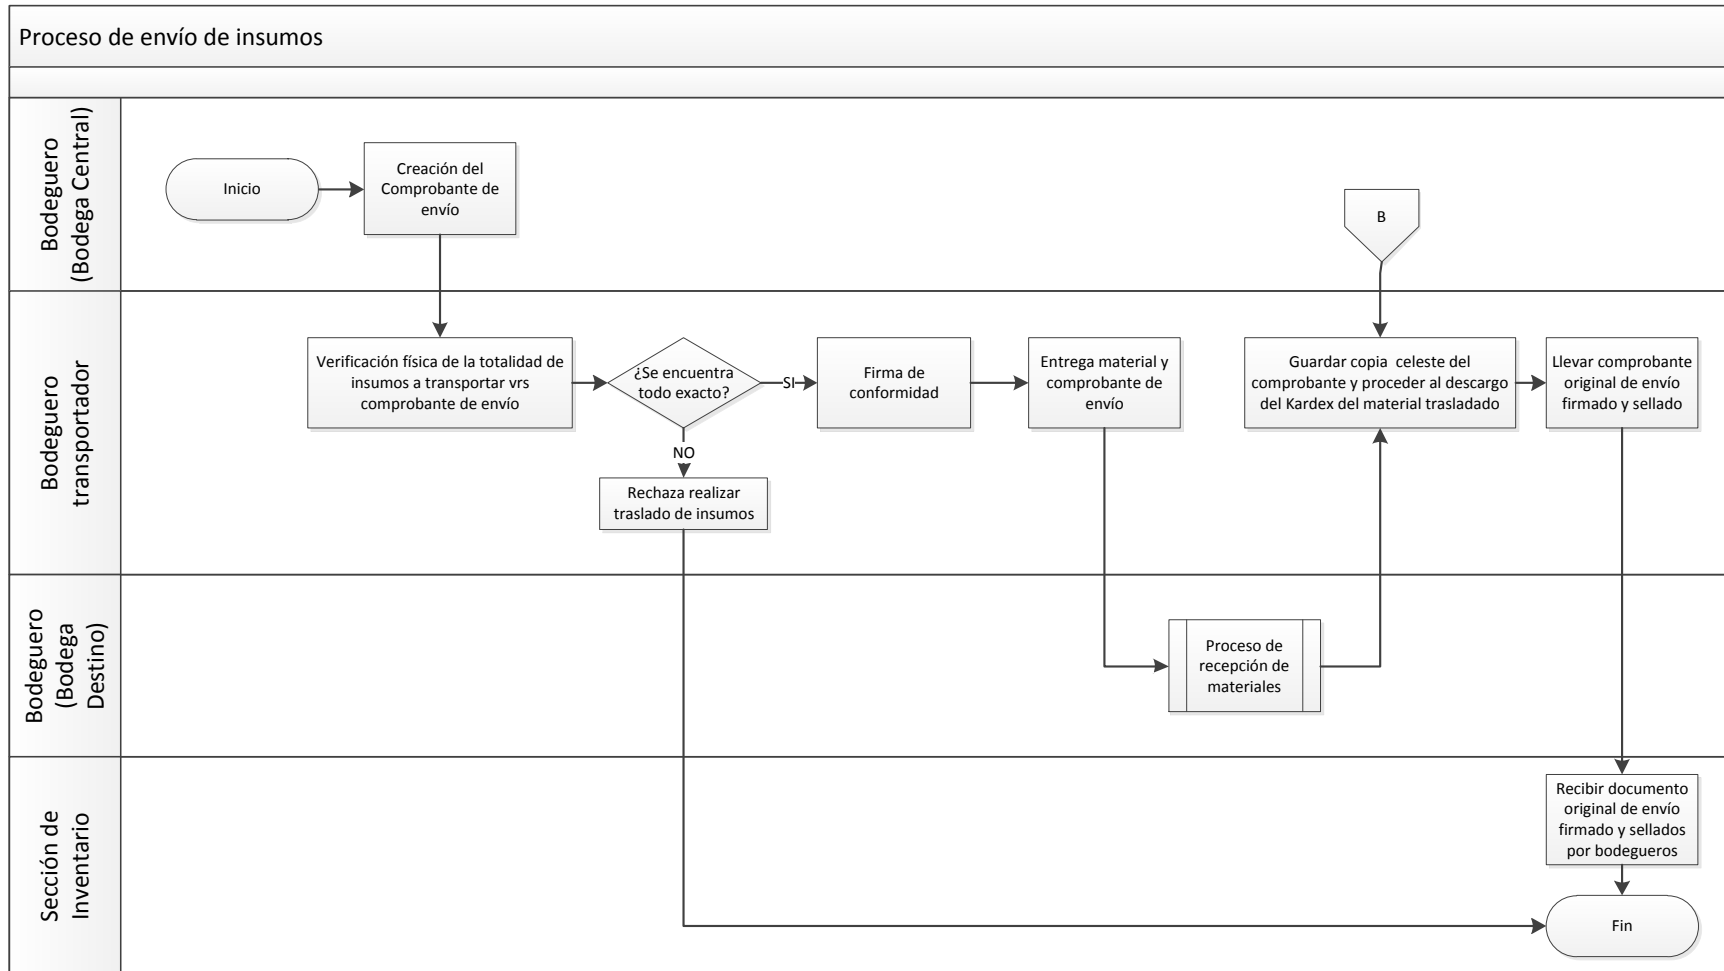 Proceso de envío de insumos
Bodeguero
(Bodega Central)
Inicio
Creación del
Comprobante de
envío
B
Bodeguero
transportador
Verificación física de la totalidad de
insumos a transportar vrs
comprobante de envío
¿Se encuentra
todo exacto?
SI
Firma de
conformidad
Entrega material y
comprobante de
envío
Guardar copia celeste del
comprobante y proceder al descargo
del Kardex del material trasladado
Llevar comprobante
original de envío
firmado y sellado
NO
Rechaza realizar
traslado de insumos
Bodeguero
(Bodega
Destino)
Proceso de
recepción de
materiales
Sección de
Inventario
Recibir documento
original de envío
firmado y sellados
por bodegueros
Fin